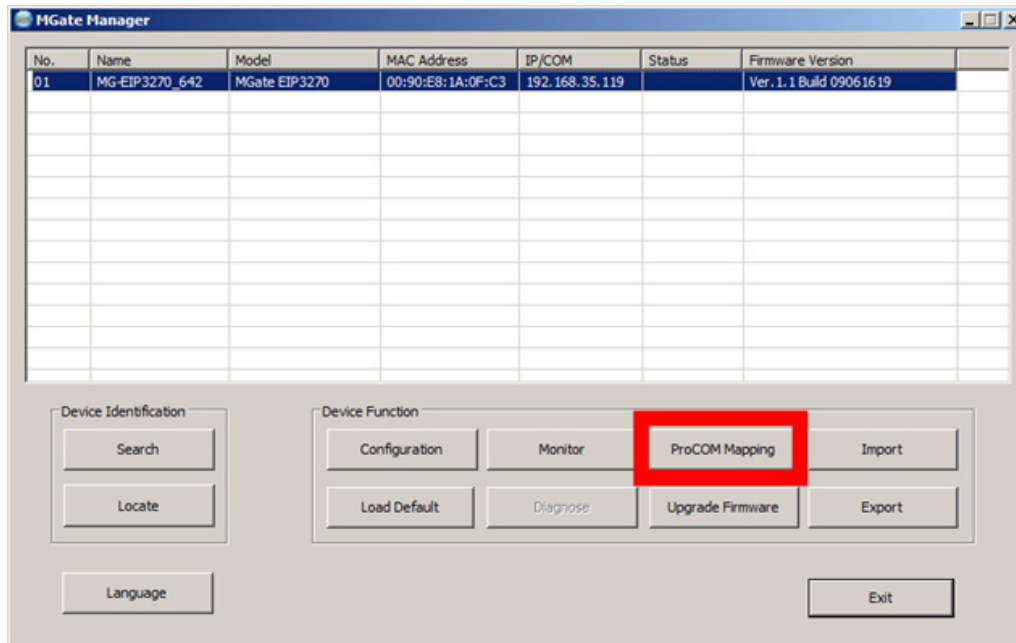 MGate Manager
No. Name Model MAC Address IP/COM Status Firmware Version
01 MG-EIP3270_642 MGate EIP3270 00:90:E8:1A:0F:C3 192.168.35.119 Ver.1.1 Build 09061619
Device Identification Device Function
Search Configuration Monitor ProCOM Mapping Import
Locate Load Default Diagnose Upgrade Firmware Export
Language Exit